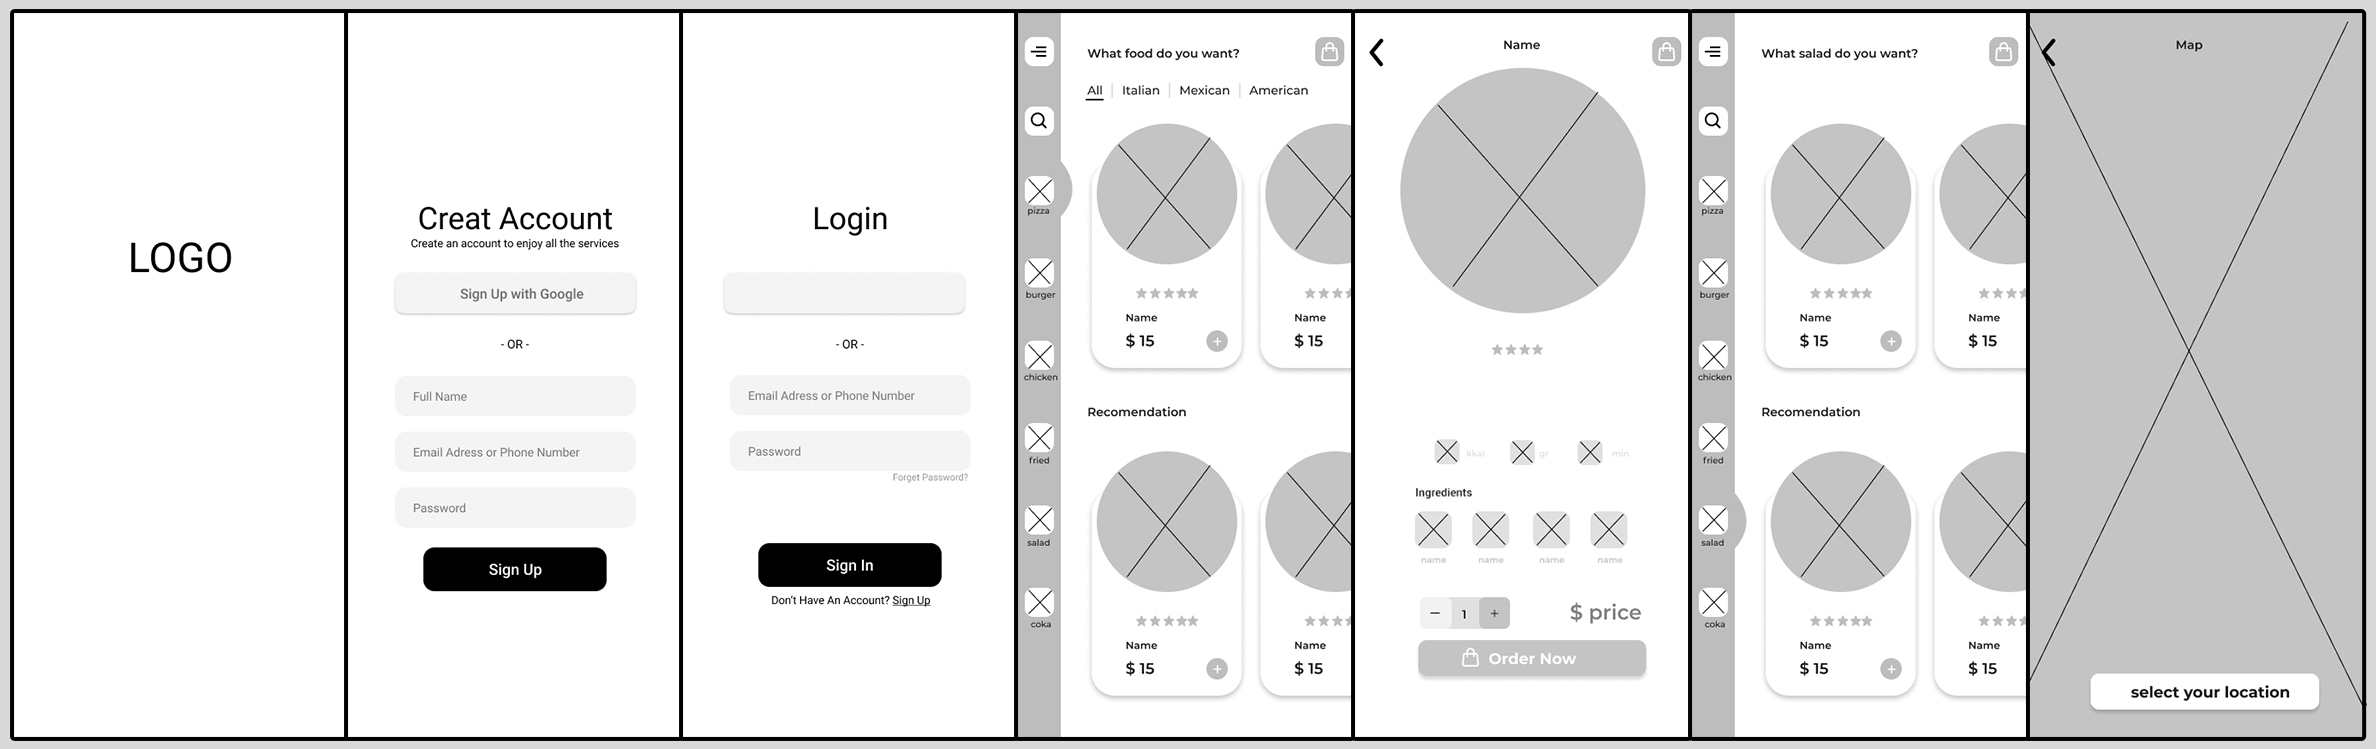 LOGO
Creat Account
Create an account to enjoy all the services
Sign Up with Google
- OR -
Full Name
Email Adress or Phone Number
Password
Sign Up
Login
- OR -
Email Adress or Phone Number
Password
Forget Password?
Sign In
Don't Have An Account? Sign Up
pizza
burger
chicken
fried
salad
coka
What food do you want?
All | Italian | Mexican | American
Name
$ 15
+
Name
$ 15
Recomendation
Name
$ 15
+
Name
$ 15
Name
kkal
gr
min
Ingredients
name
name
name
name
− 1 +
$ price
Order Now
pizza
burger
chicken
fried
salad
coka
What salad do you want?
Name
$ 15
+
Name
$ 15
Recomendation
Name
$ 15
+
Name
$ 15
Map
select your location